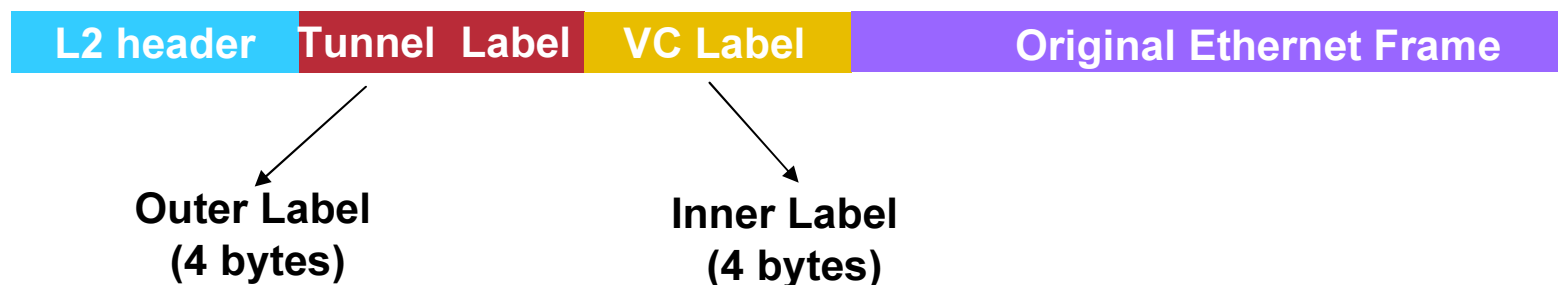 L2 header Tunnel Label VC Label Original Ethernet Frame
Outer Label
(4 bytes)
Inner Label
(4 bytes)